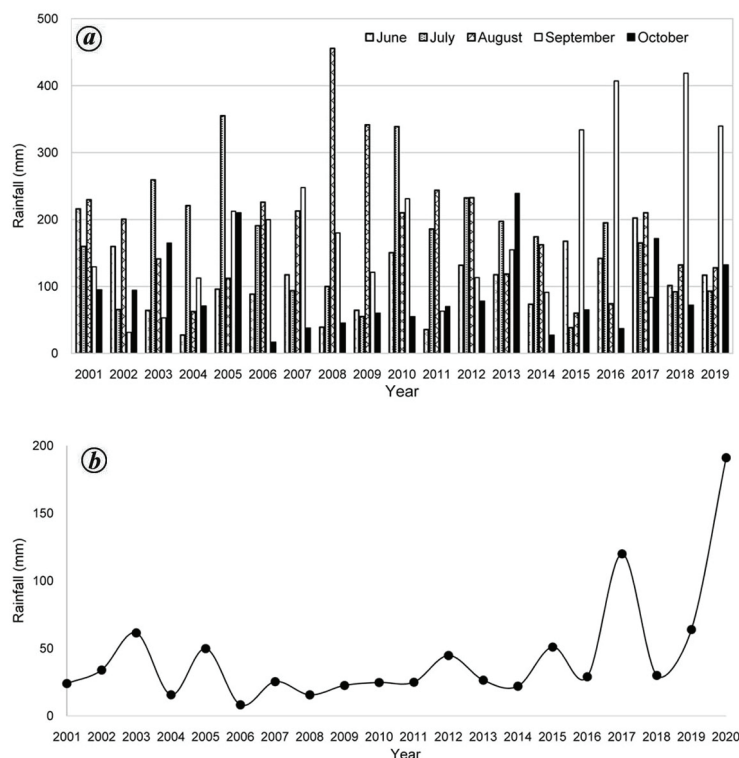 a
June July August September October
500
400
300
200
100
0
Rainfall (mm)
2001 2002 2003 2004 2005 2006 2007 2008 2009 2010 2011 2012 2013 2014 2015 2016 2017 2018 2019
Year
b
200
150
100
50
0
Rainfall (mm)
2001 2002 2003 2004 2005 2006 2007 2008 2009 2010 2011 2012 2013 2014 2015 2016 2017 2018 2019 2020
Year